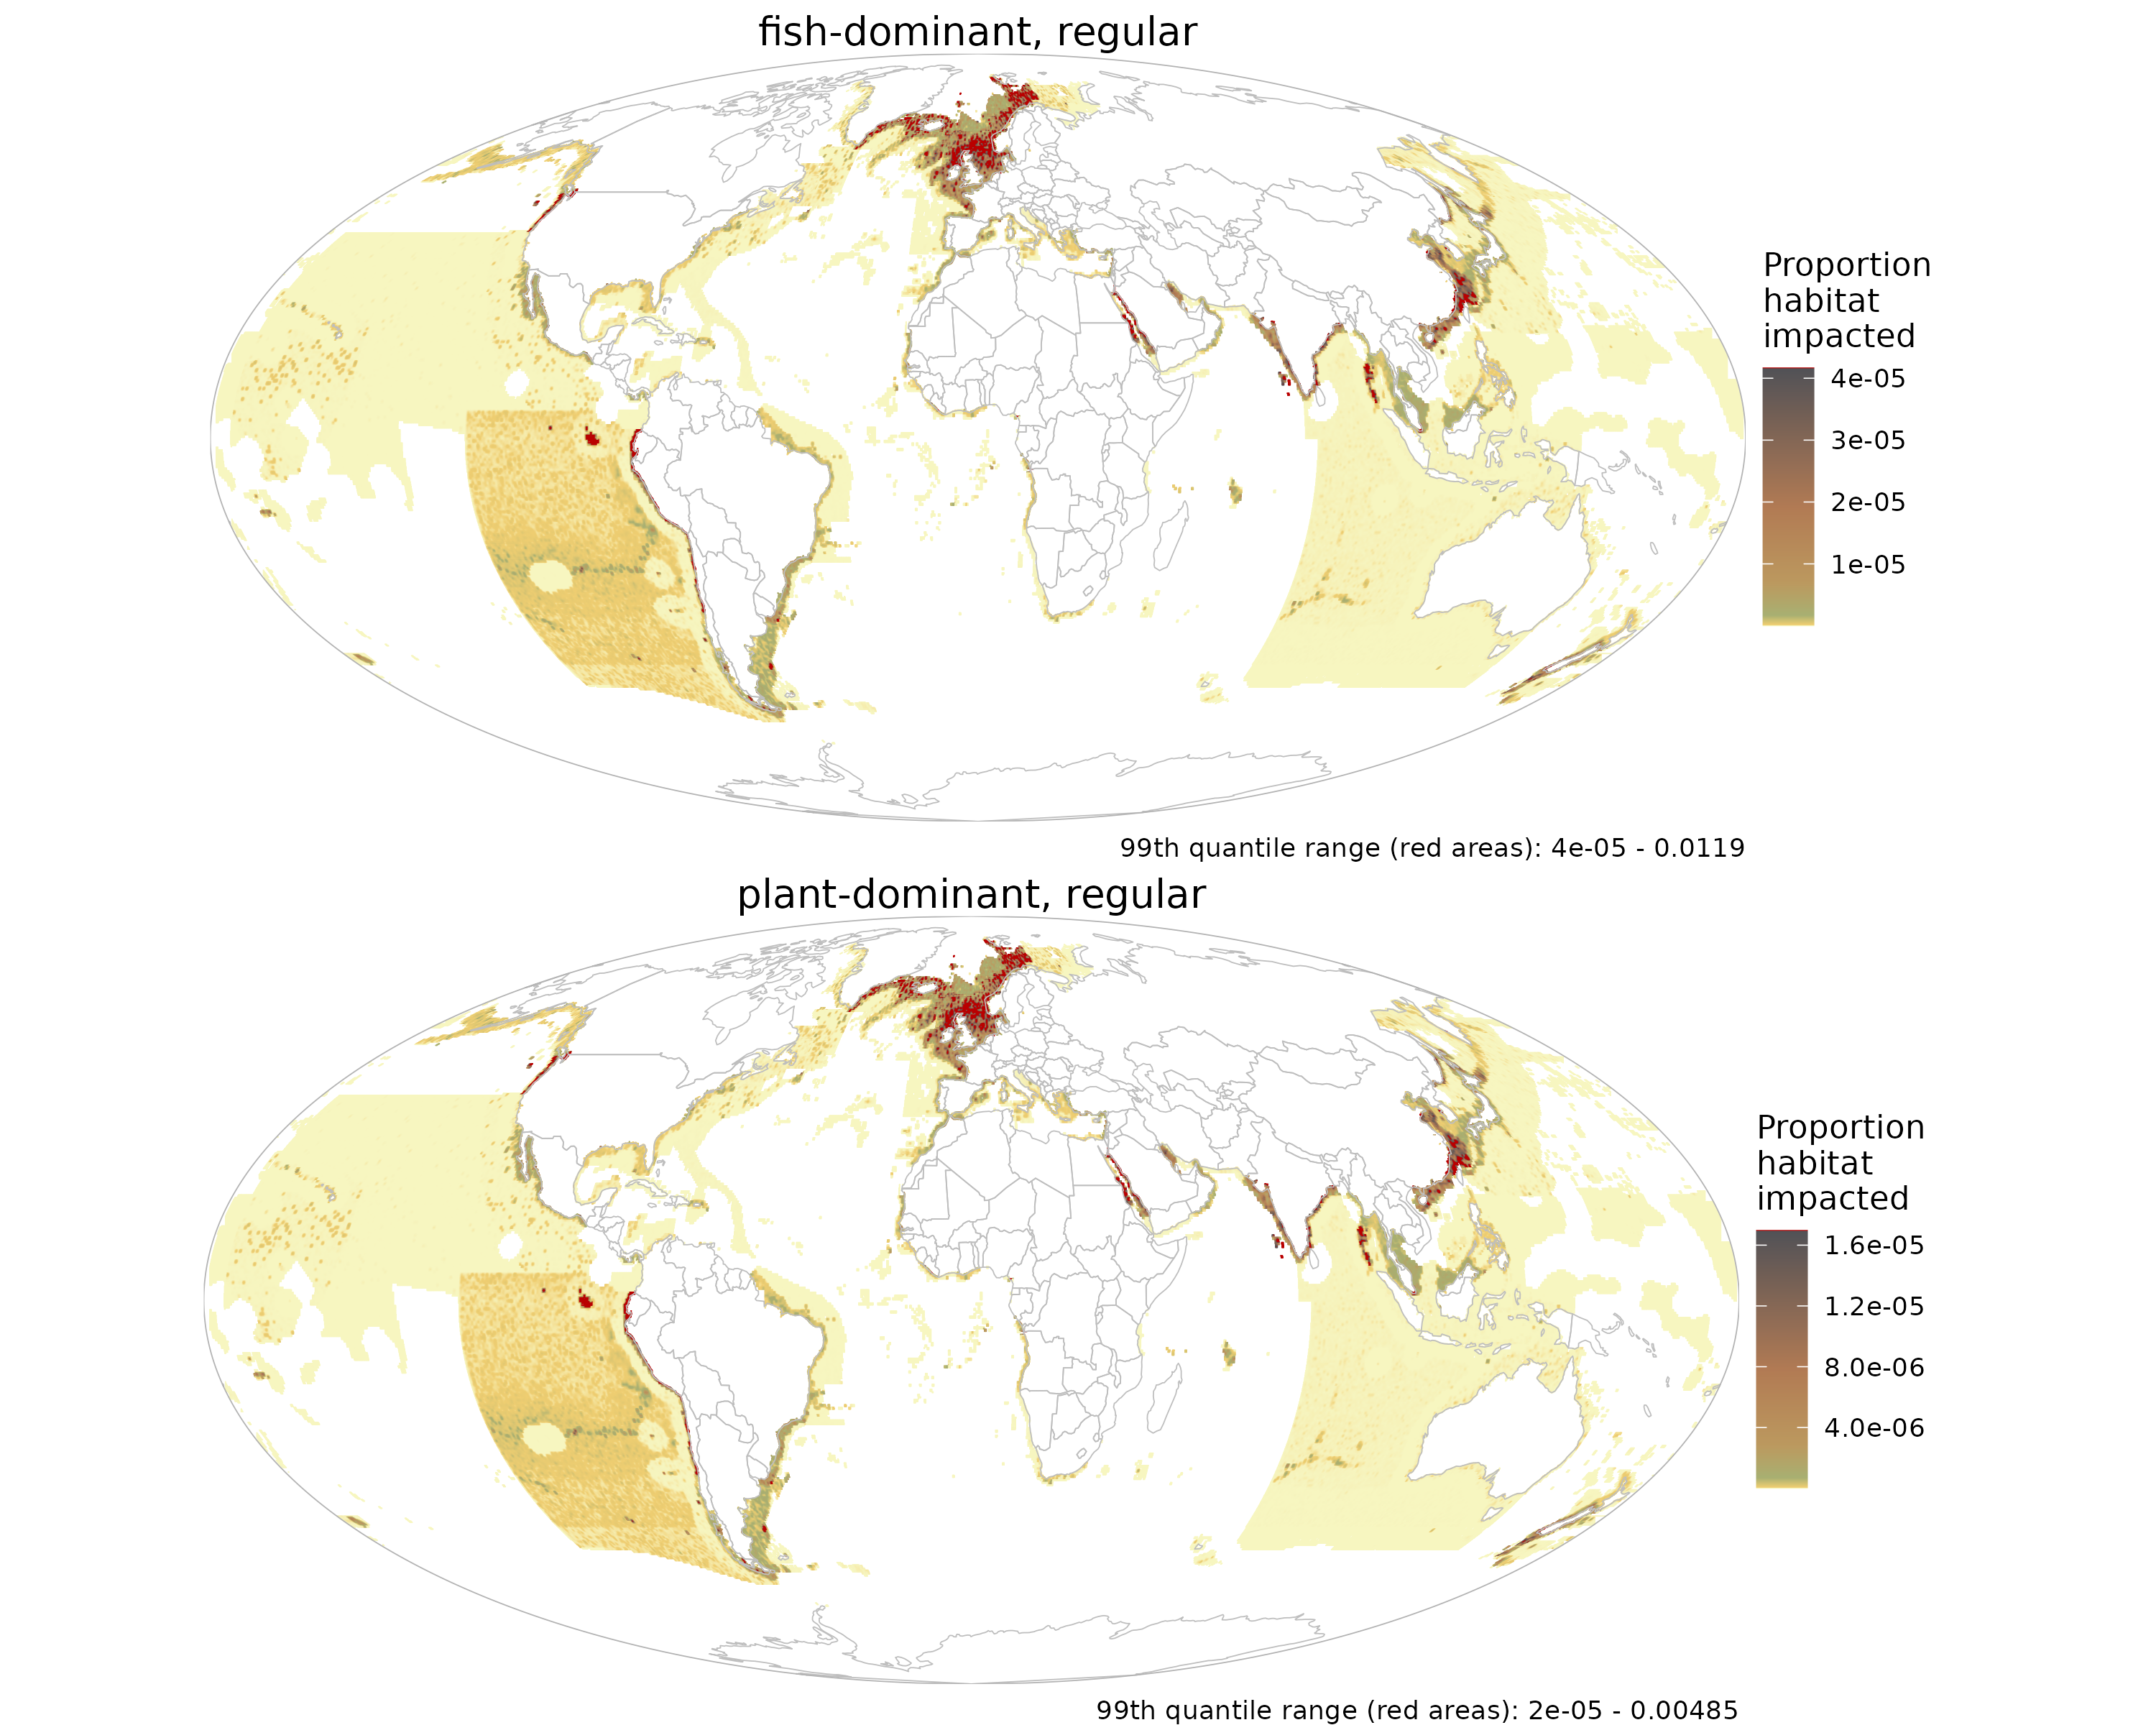 fish-dominant, regular
Proportion
habitat
impacted
4e-05
3e-05
2e-05
1e-05
99th quantile range (red areas): 4e-05 - 0.0119
plant-dominant, regular
Proportion
habitat
impacted
1.6e-05
1.2e-05
8.0e-06
4.0e-06
99th quantile range (red areas): 2e-05 - 0.00485